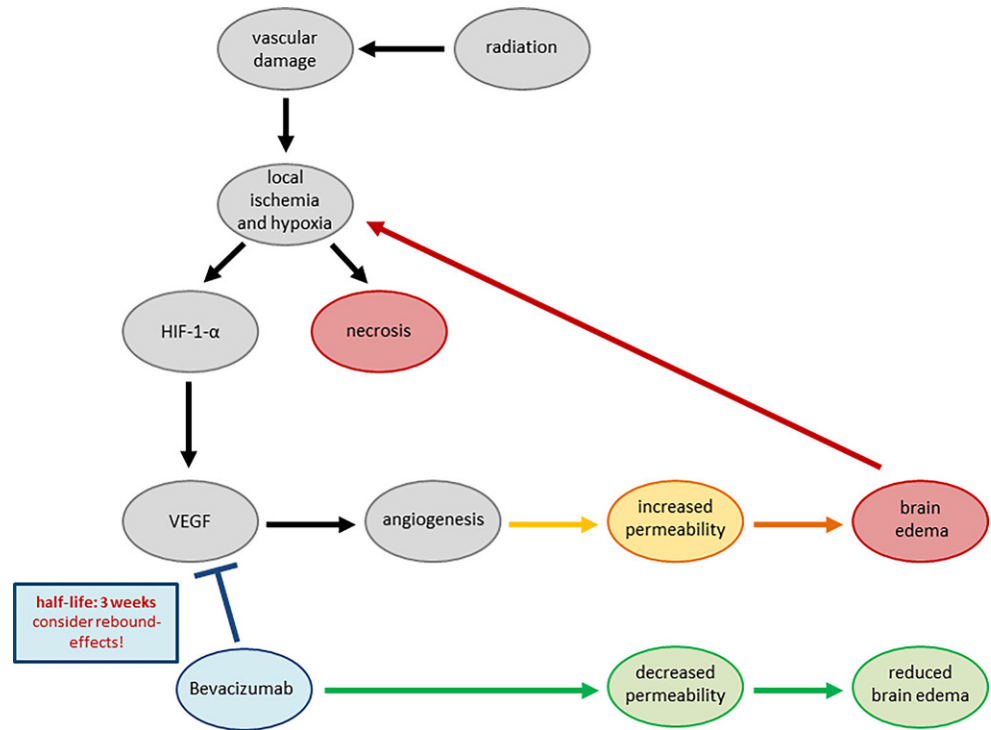 vascular
damage
radiation
local
ischemia
and hypoxia
HIF-1-α
necrosis
VEGF
angiogenesis
increased
permeability
brain
edema
half-life: 3 weeks
consider rebound-
effects!
Bevacizumab
decreased
permeability
reduced
brain edema